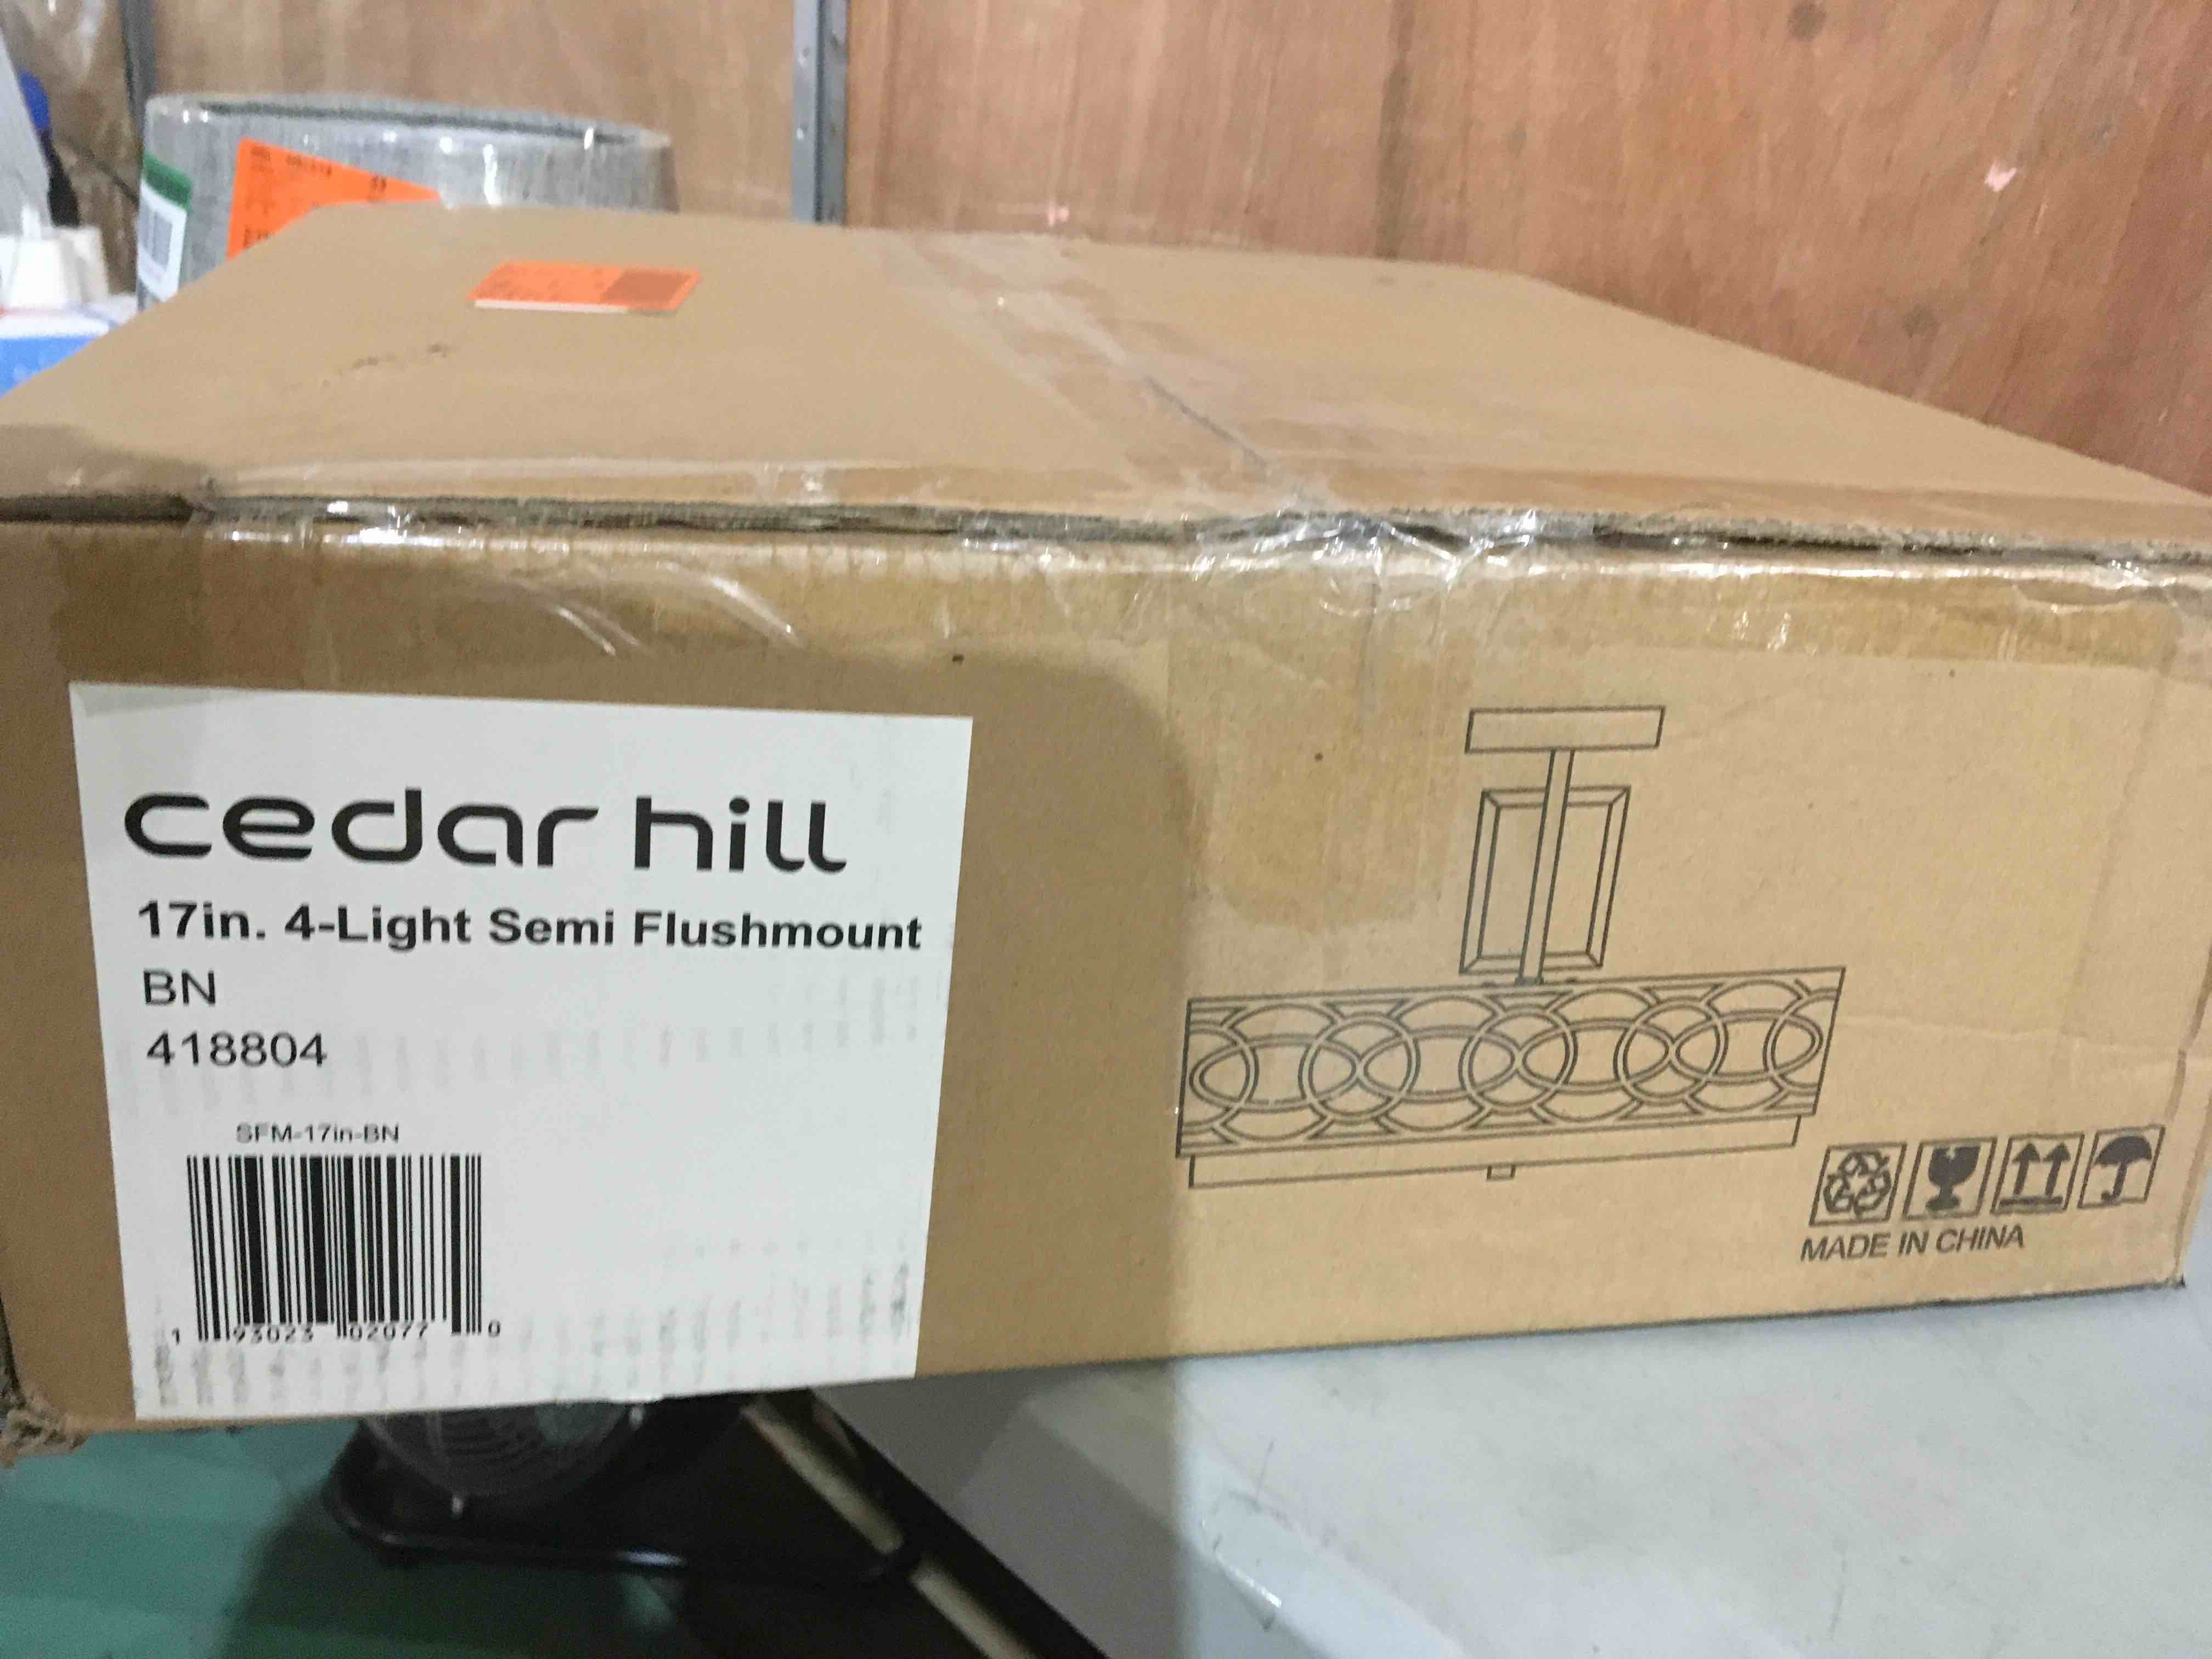 cedar hill
17in. 4-Light Semi Flushmount
BN
418804
SFM-17in-BN
1 93023 02077 0
MADE IN CHINA